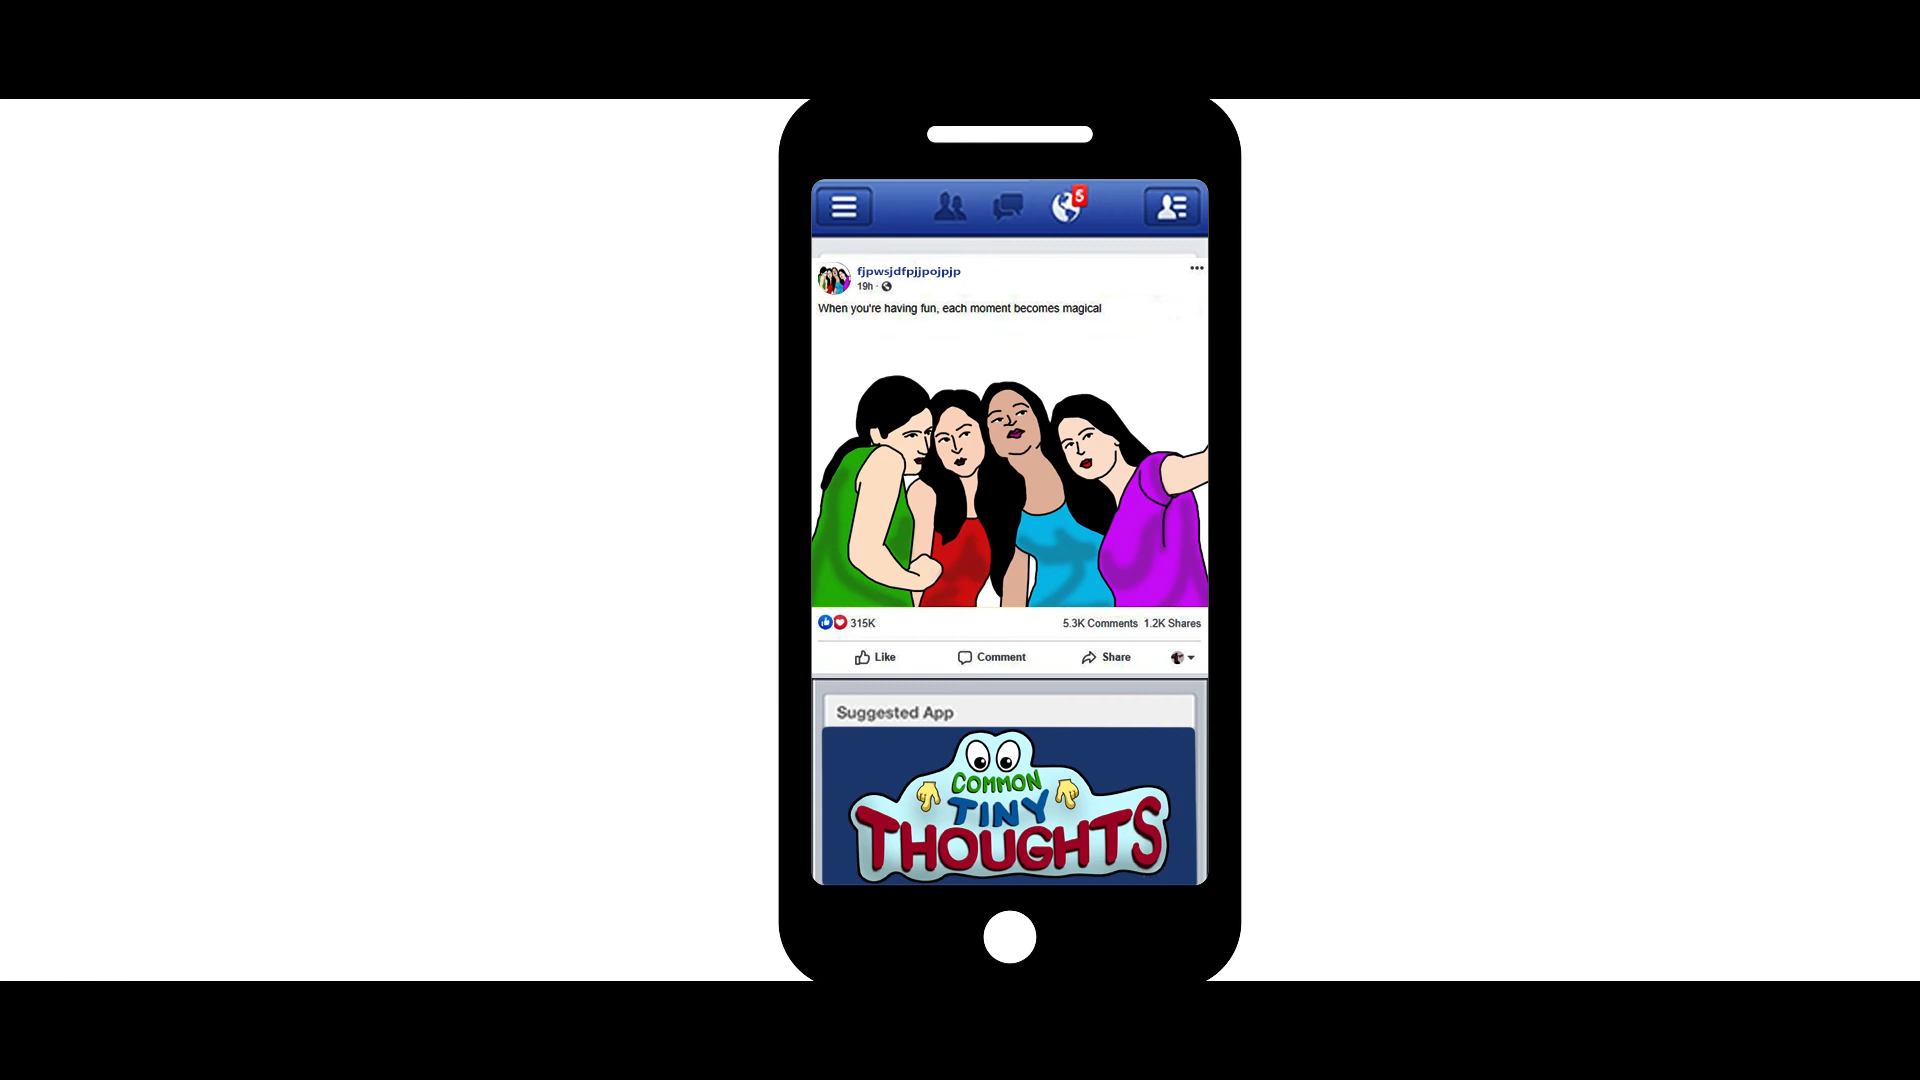 5
fjpwsjdfpjjpojpjp
19h ·
When you're having fun, each moment becomes magical
315K
5.3K Comments 1.2K Shares
Like Comment Share
Suggested App
COMMON
TINY
THOUGHTS